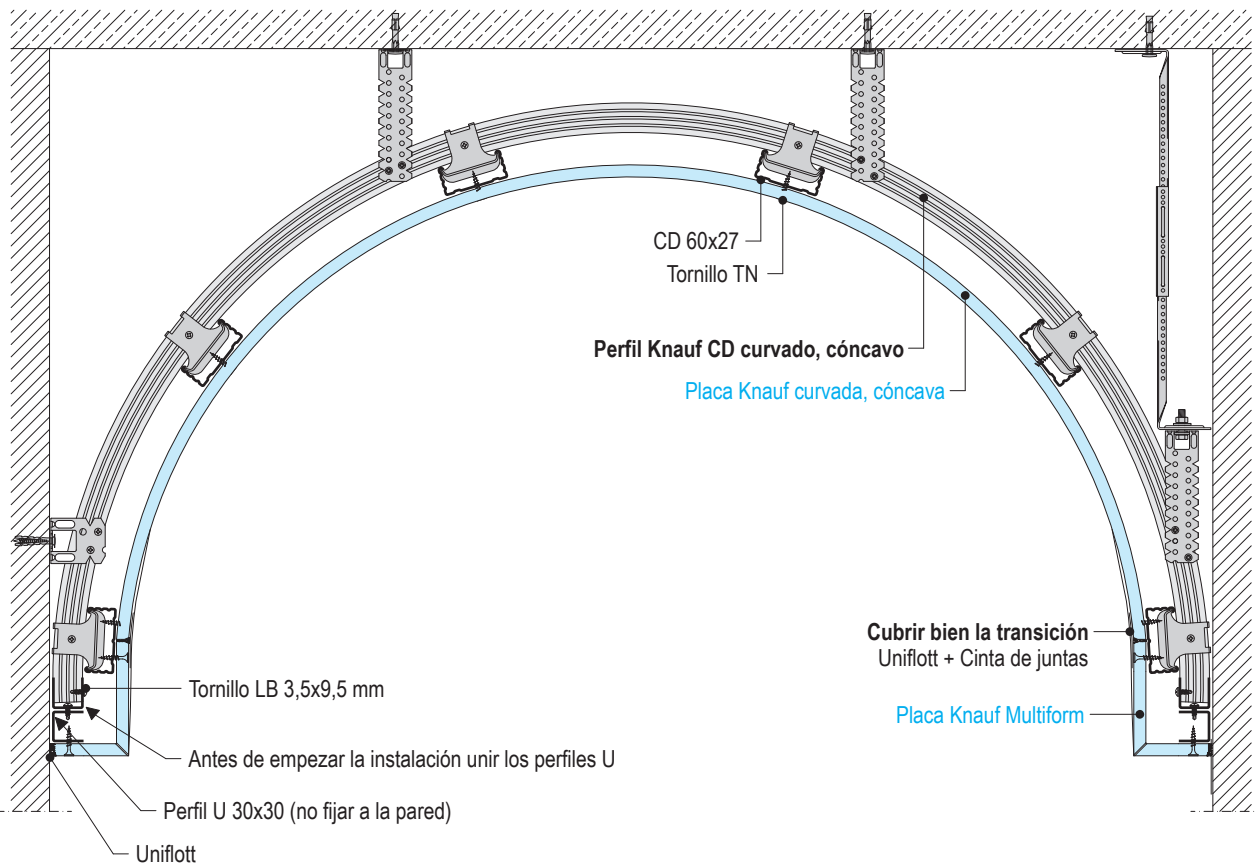 CD 60x27
Tornillo TN
Perfil Knauf CD curvado, cóncavo
Placa Knauf curvada, cóncava
Cubrir bien la transición
Uniflott + Cinta de juntas
Tornillo LB 3,5x9,5 mm
Placa Knauf Multiform
Antes de empezar la instalación unir los perfiles U
Perfil U 30x30 (no fijar a la pared)
Uniflott